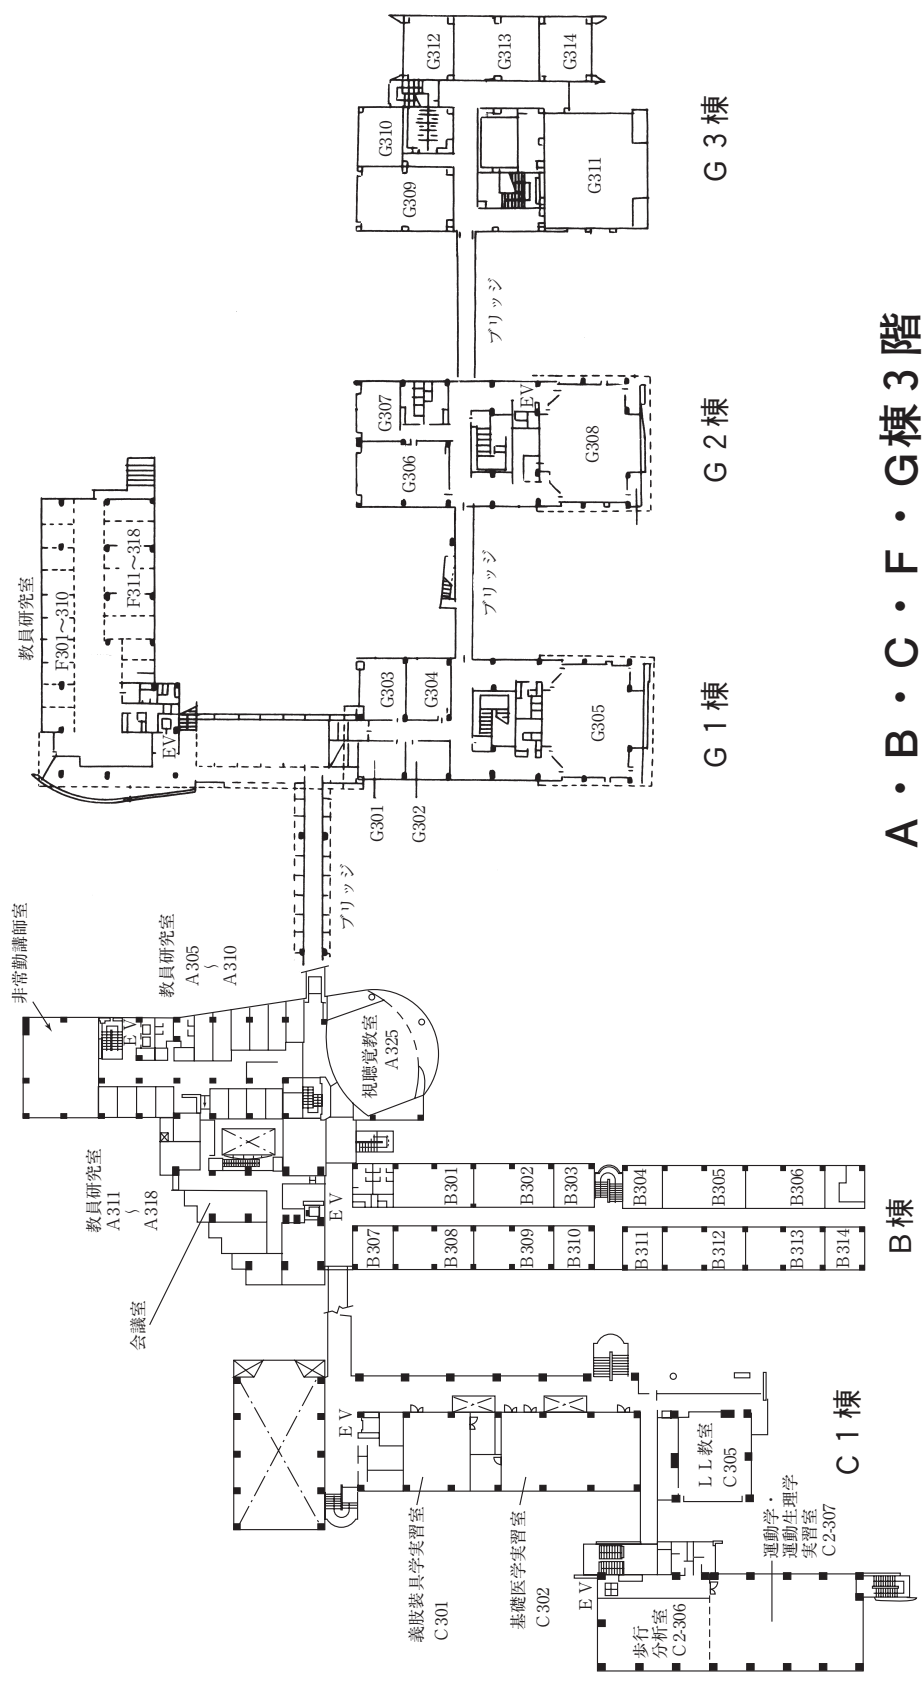 A・B・C・F・G棟3階
G3棟
G312
G313
G314
G310
G309
G311
ブリッジ
G2棟
G307
EV
G306
G308
ブリッジ
G1棟
G303
G304
G305
G301
G302
教員研究室
F301～310
F311～318
EV
ブリッジ
非常勤講師室
教員研究室
A305
～
A310
EV
視聴覚教室
A325
教員研究室
A311
～
A318
会議室
EV
B棟
B301
B302
B303
B304
B305
B306
B307
B308
B309
B310
B311
B312
B313
B314
C1棟
EV
義肢装具学実習室
C301
基礎医学実習室
C302
LL教室
C305
EV
歩行
分析室
C2-306
運動学・
運動生理学
実習室
C2-307